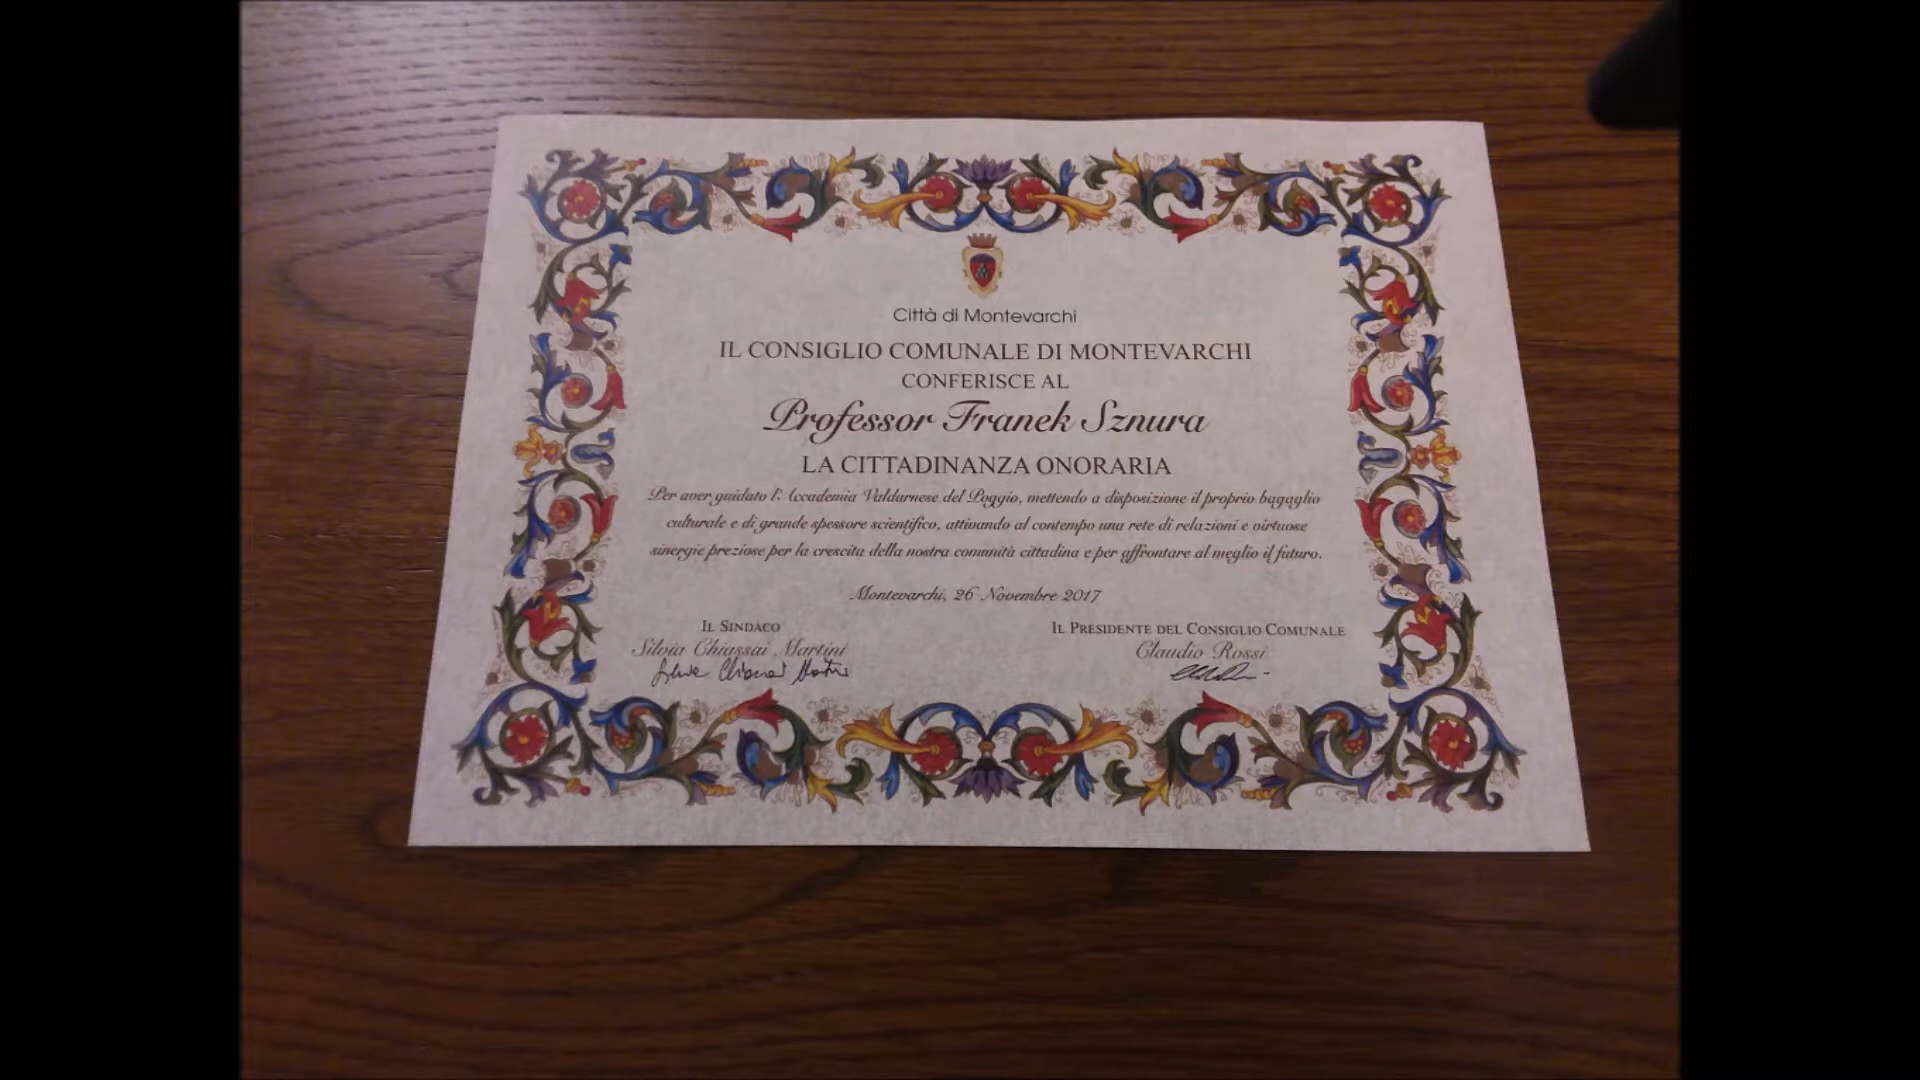 Città di Montevarchi
IL CONSIGLIO COMUNALE DI MONTEVARCHI
CONFERISCE AL
Professor Franek Sznura
LA CITTADINANZA ONORARIA
Per aver guidato l'Accademia Valdarnese del Poggio, mettendo a disposizione il proprio bagaglio
culturale e di grande spessore scientifico, attivando al contempo una rete di relazioni e virtuose
sinergie preziose per la crescita della nostra comunità cittadina e per affrontare al meglio il futuro.
Montevarchi, 26 Novembre 2017
IL SINDACO
Silvia Chiassai Martini
Silvia Chiassai Martini
IL PRESIDENTE DEL CONSIGLIO COMUNALE
Claudio Rossi